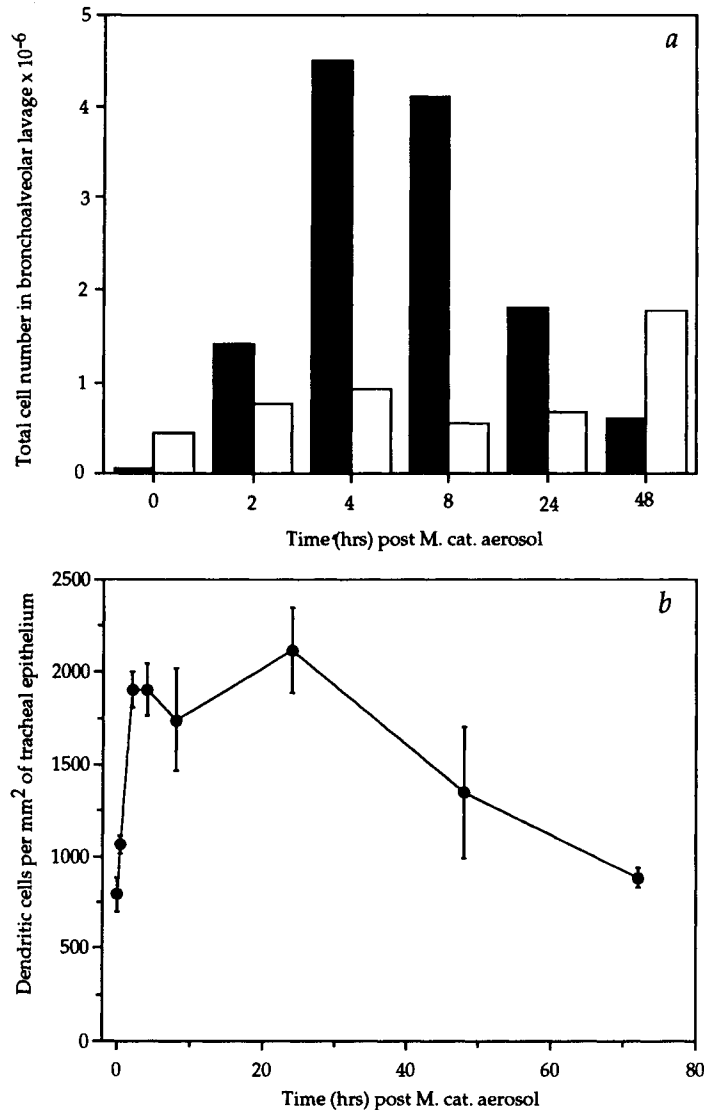 a
Total cell number in bronchoalveolar lavage x 10-6
5
4
3
2
1
0
0 2 4 8 24 48
Time (hrs) post M. cat. aerosol
b
Dendritic cells per mm2 of tracheal epithelium
2500
2000
1500
1000
500
0
0 20 40 60 80
Time (hrs) post M. cat. aerosol